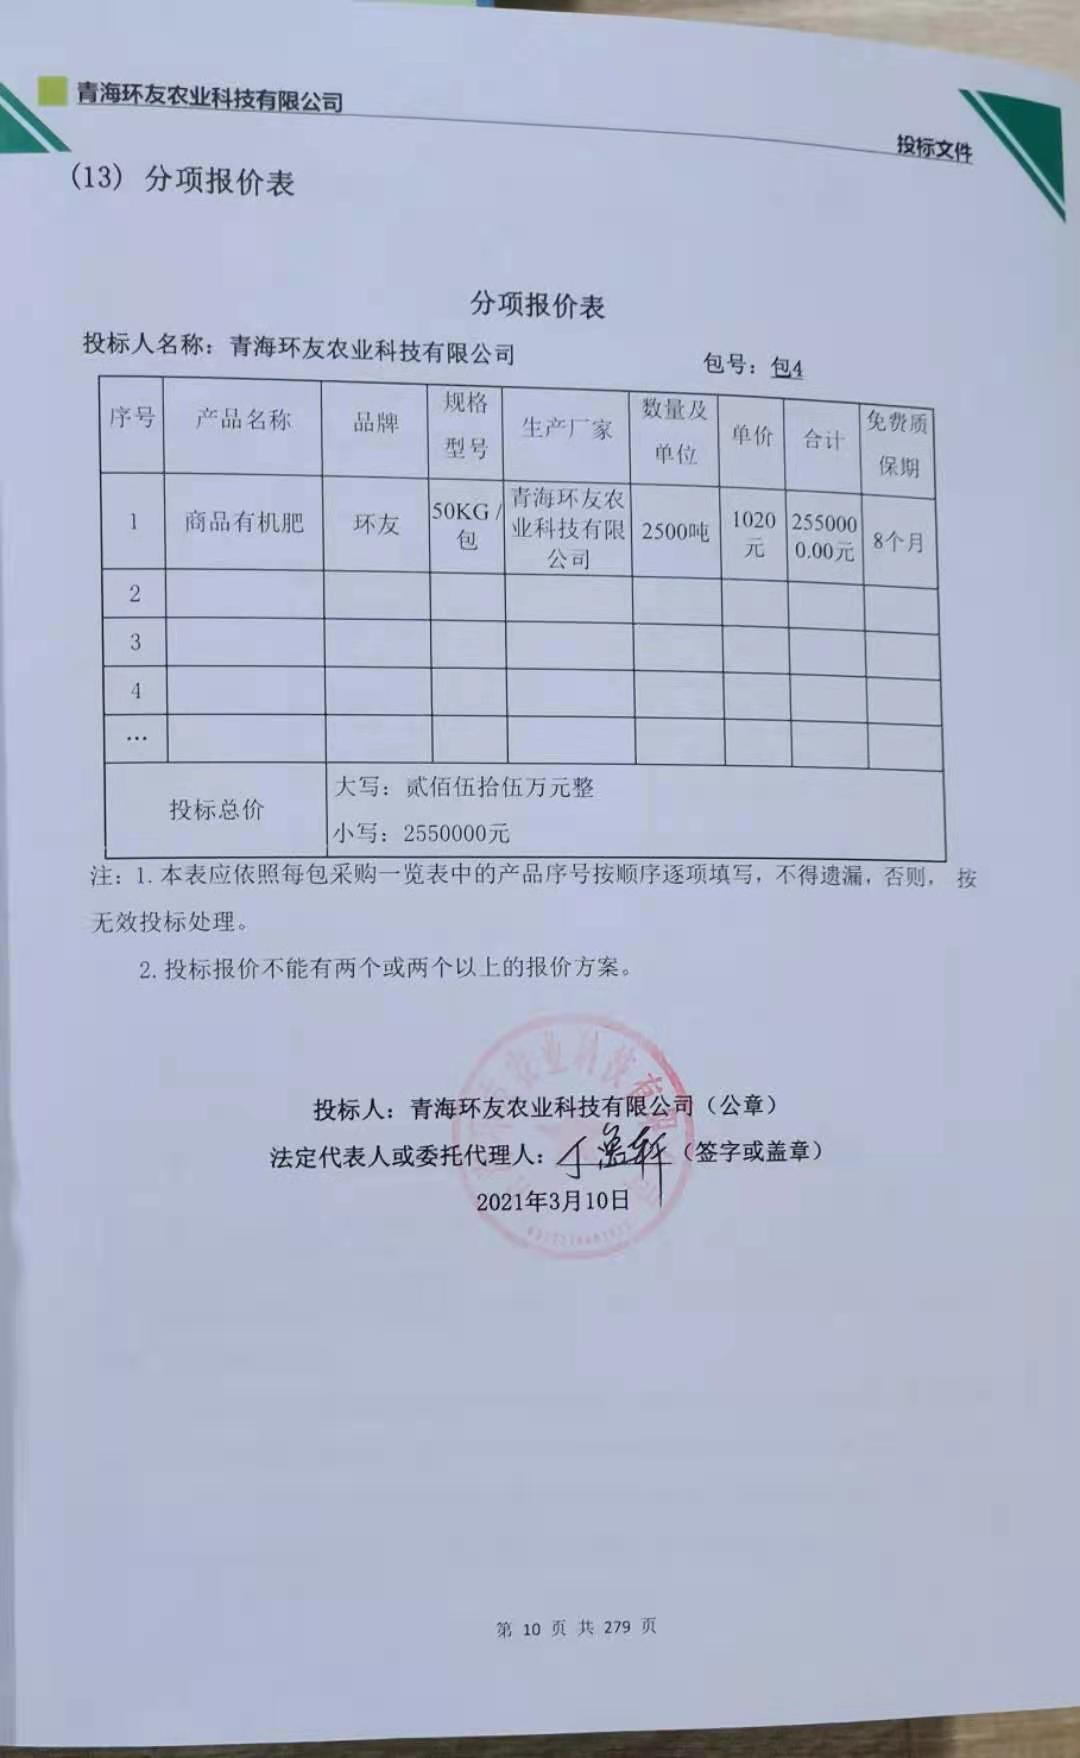 青海环友农业科技有限公司
投标文件
(13) 分项报价表
分项报价表
投标人名称：青海环友农业科技有限公司 包号：包4
序号 产品名称 品牌 规格型号 生产厂家 数量及单位 单价 合计 免费质保期
1 商品有机肥 环友 50KG/包 青海环友农业科技有限公司 2500吨 1020元 2550000.00元 8个月
2
3
4
…
投标总价
大写：贰佰伍拾伍万元整
小写：2550000元
注：1.本表应依照每包采购一览表中的产品序号按顺序逐项填写，不得遗漏，否则， 按
无效投标处理。
2.投标报价不能有两个或两个以上的报价方案。
投标人：青海环友农业科技有限公司（公章）
法定代表人或委托代理人：（签字或盖章）
2021年3月10日
第 10 页 共 279 页